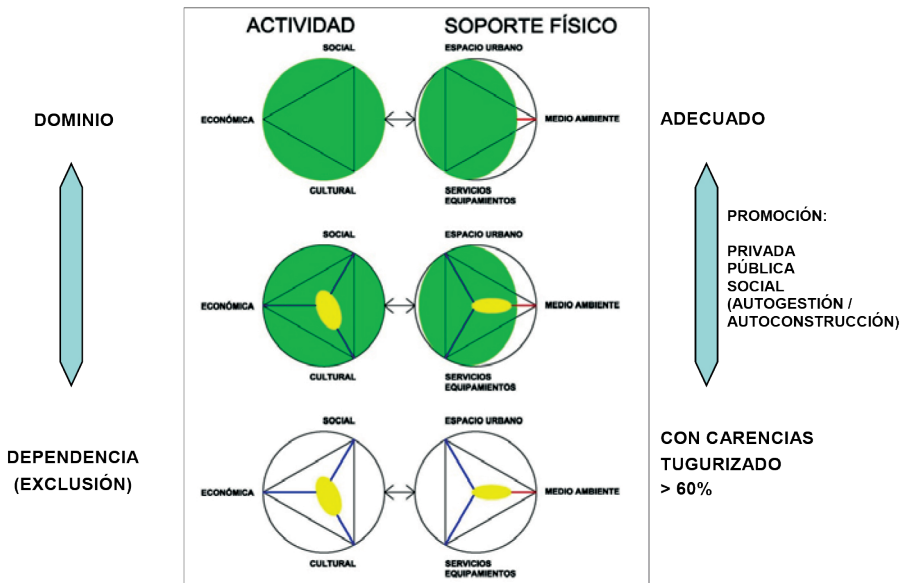 ACTIVIDAD
SOPORTE FÍSICO
SOCIAL
ESPACIO URBANO
ECONÓMICA
MEDIO AMBIENTE
CULTURAL
SERVICIOS
EQUIPAMIENTOS
DOMINIO
ADECUADO
SOCIAL
ESPACIO URBANO
ECONÓMICA
MEDIO AMBIENTE
CULTURAL
SERVICIOS
EQUIPAMIENTOS
PROMOCIÓN:
PRIVADA
PÚBLICA
SOCIAL
(AUTOGESTIÓN /
AUTOCONSTRUCCIÓN)
SOCIAL
ESPACIO URBANO
ECONÓMICA
MEDIO AMBIENTE
CULTURAL
SERVICIOS
EQUIPAMIENTOS
DEPENDENCIA
(EXCLUSIÓN)
CON CARENCIAS
TUGURIZADO
> 60%